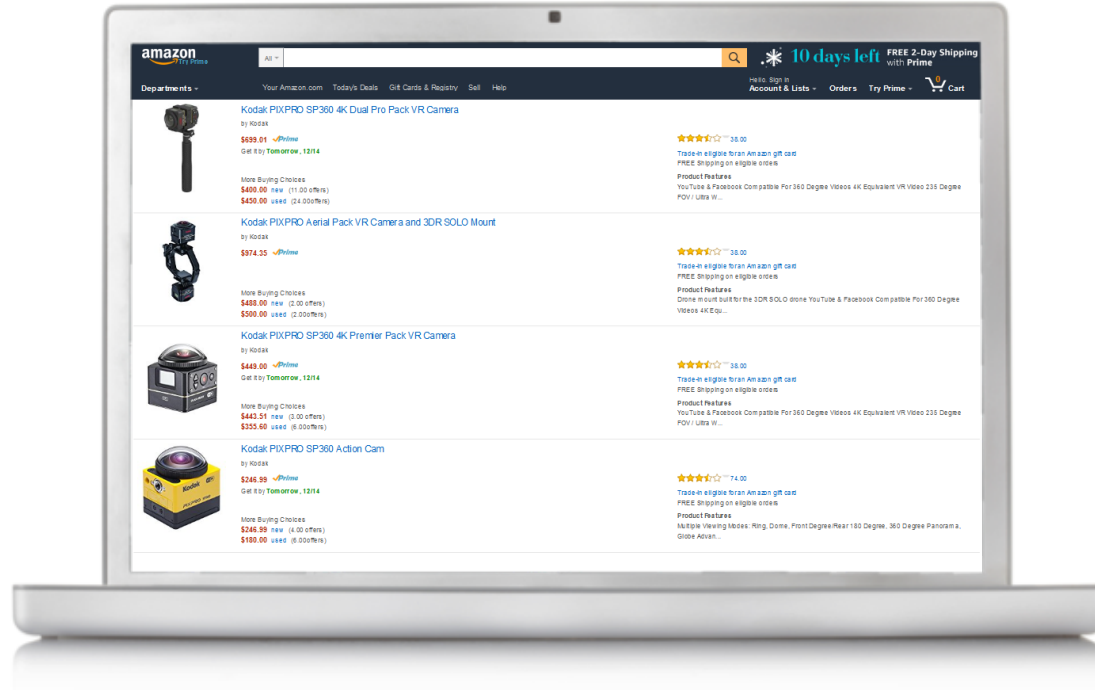 amazon
Try Prime
All
10 days left FREE 2-Day Shipping
with Prime
Departments
Your Amazon.com Today's Deals Gift Cards & Registry Sell Help
Hello. Sign in
Account & Lists Orders Try Prime 0 Cart
Kodak PIXPRO SP360 4K Dual Pro Pack VR Camera
by Kodak
$699.01 Prime
Get it by Tomorrow, 12/14
More Buying Choices
$400.00 new (11.00 offers)
$450.00 used (24.00offers)
38.00
Trade-in eligible for an Amazon gift card
FREE Shipping on eligible orders
Product Features
YouTube & Facebook Compatible For 360 Degree Videos 4K Equivalent VR Video 235 Degree
FOV / Ultra W...
Kodak PIXPRO Aerial Pack VR Camera and 3DR SOLO Mount
by Kodak
$974.35 Prime
More Buying Choices
$488.00 new (2.00 offers)
$500.00 used (2.00offers)
38.00
Trade-in eligible for an Amazon gift card
FREE Shipping on eligible orders
Product Features
Drone mount built for the 3DR SOLO drone YouTube & Facebook Compatible For 360 Degree
Videos 4K Equ...
Kodak PIXPRO SP360 4K Premier Pack VR Camera
by Kodak
$449.00 Prime
Get it by Tomorrow, 12/14
More Buying Choices
$443.51 new (3.00 offers)
$355.60 used (6.00offers)
38.00
Trade-in eligible for an Amazon gift card
FREE Shipping on eligible orders
Product Features
YouTube & Facebook Compatible For 360 Degree Videos 4K Equivalent VR Video 235 Degree
FOV / Ultra W...
Kodak PIXPRO SP360 Action Cam
by Kodak
$246.99 Prime
Get it by Tomorrow, 12/14
Kodak
More Buying Choices
$246.99 new (4.00 offers)
$180.00 used (6.00offers)
74.00
Trade-in eligible for an Amazon gift card
FREE Shipping on eligible orders
Product Features
Multiple Viewing Modes: Ring, Dome, Front Degree/Rear 180 Degree, 360 Degree Panorama,
Globe Advan...